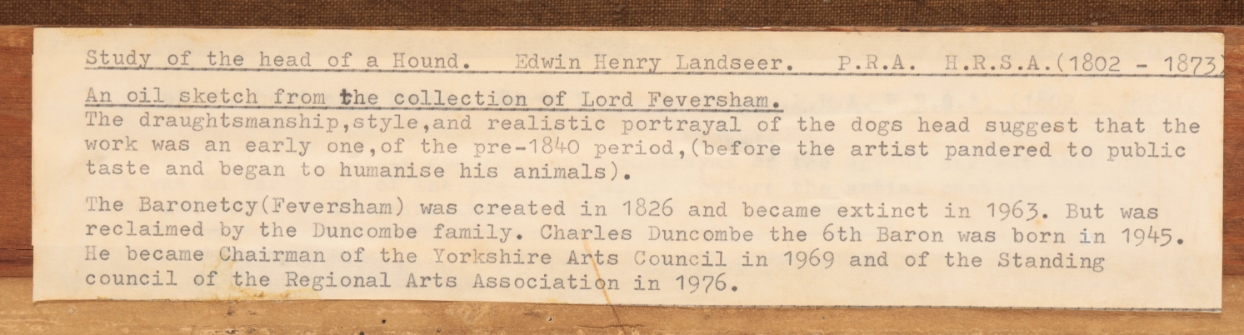 Study of the head of a Hound. Edwin Henry Landseer. P.R.A. H.R.S.A.(1802 - 1873)
An oil sketch from the collection of Lord Feversham.
The draughtsmanship,style,and realistic portrayal of the dogs head suggest that the
work was an early one,of the pre-1840 period,(before the artist pandered to public
taste and began to humanise his animals).
The Baronetcy(Feversham) was created in 1826 and became extinct in 1963. But was
reclaimed by the Duncombe family. Charles Duncombe the 6th Baron was born in 1945.
He became Chairman of the Yorkshire Arts Council in 1969 and of the Standing
council of the Regional Arts Association in 1976.